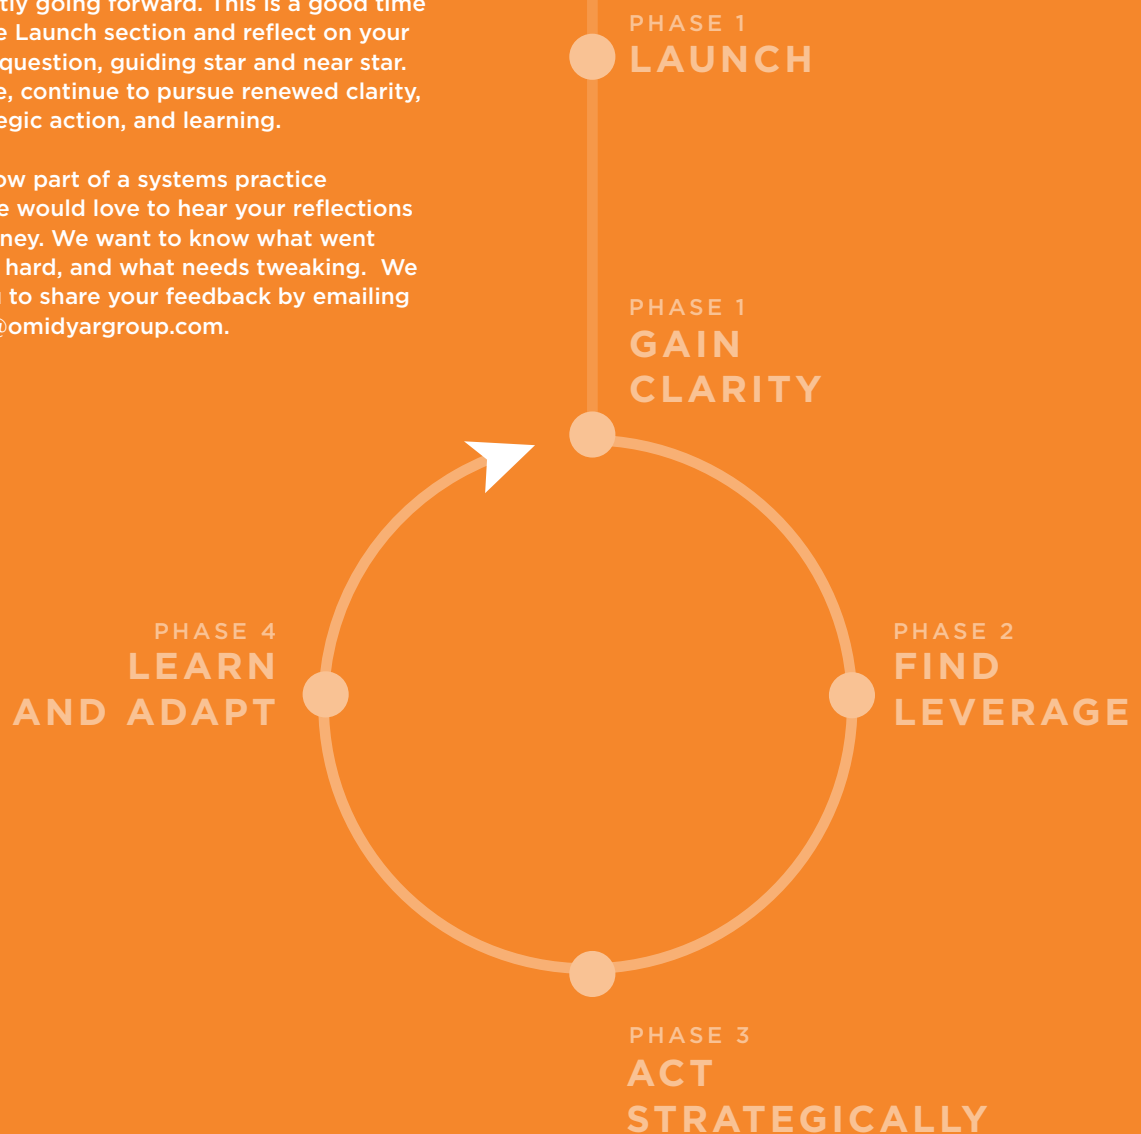 tly going forward. This is a good time
e Launch section and reflect on your
question, guiding star and near star.
e, continue to pursue renewed clarity,
egic action, and learning.
ow part of a systems practice
e would love to hear your reflections
ney. We want to know what went
hard, and what needs tweaking.  We
to share your feedback by emailing
@omidyargroup.com.
PHASE 1
LAUNCH
PHASE 1
GAIN
CLARITY
PHASE 2
FIND
LEVERAGE
PHASE 3
ACT
STRATEGICALLY
PHASE 4
LEARN
AND ADAPT